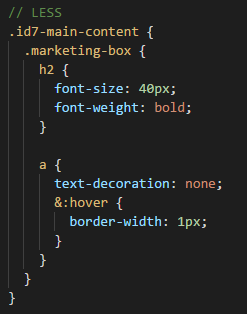 // LESS
.id7-main-content {
  .marketing-box {
    h2 {
      font-size: 40px;
      font-weight: bold;
    }

    a {
      text-decoration: none;
      &:hover {
        border-width: 1px;
      }
    }
  }
}